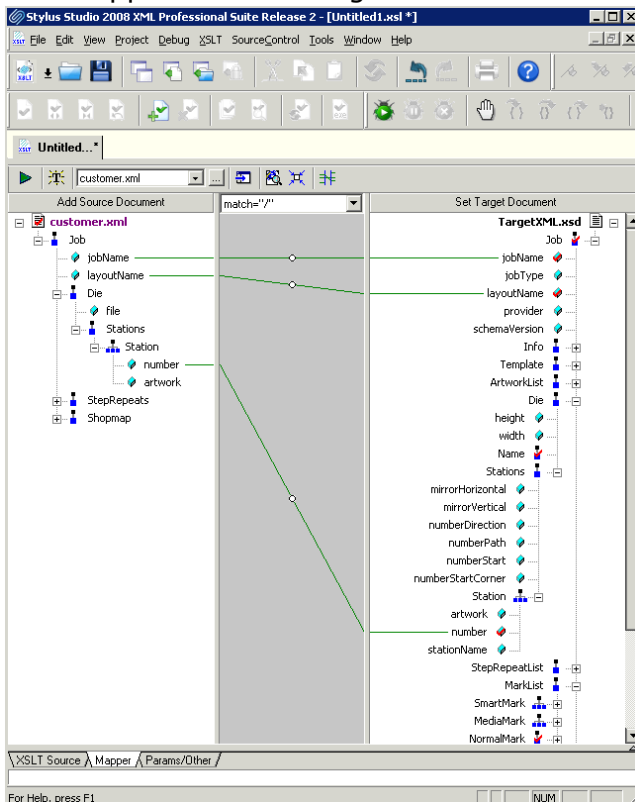 Stylus Studio 2008 XML Professional Suite Release 2 - [Untitled1.xsl *]
File Edit View Project Debug XSLT SourceControl Tools Window Help
Untitled...*
customer.xml
...
Add Source Document
match="/"
Set Target Document
customer.xml
Job
jobName
layoutName
Die
file
Stations
Station
number
artwork
StepRepeats
Shopmap
TargetXML.xsd
Job
jobName
jobType
layoutName
provider
schemaVersion
Info
Template
ArtworkList
Die
height
width
Name
Stations
mirrorHorizontal
mirrorVertical
numberDirection
numberPath
numberStart
numberStartCorner
Station
artwork
number
stationName
StepRepeatList
MarkList
SmartMark
MediaMark
NormalMark
XSLT Source Mapper Params/Other
For Help, press F1
NUM